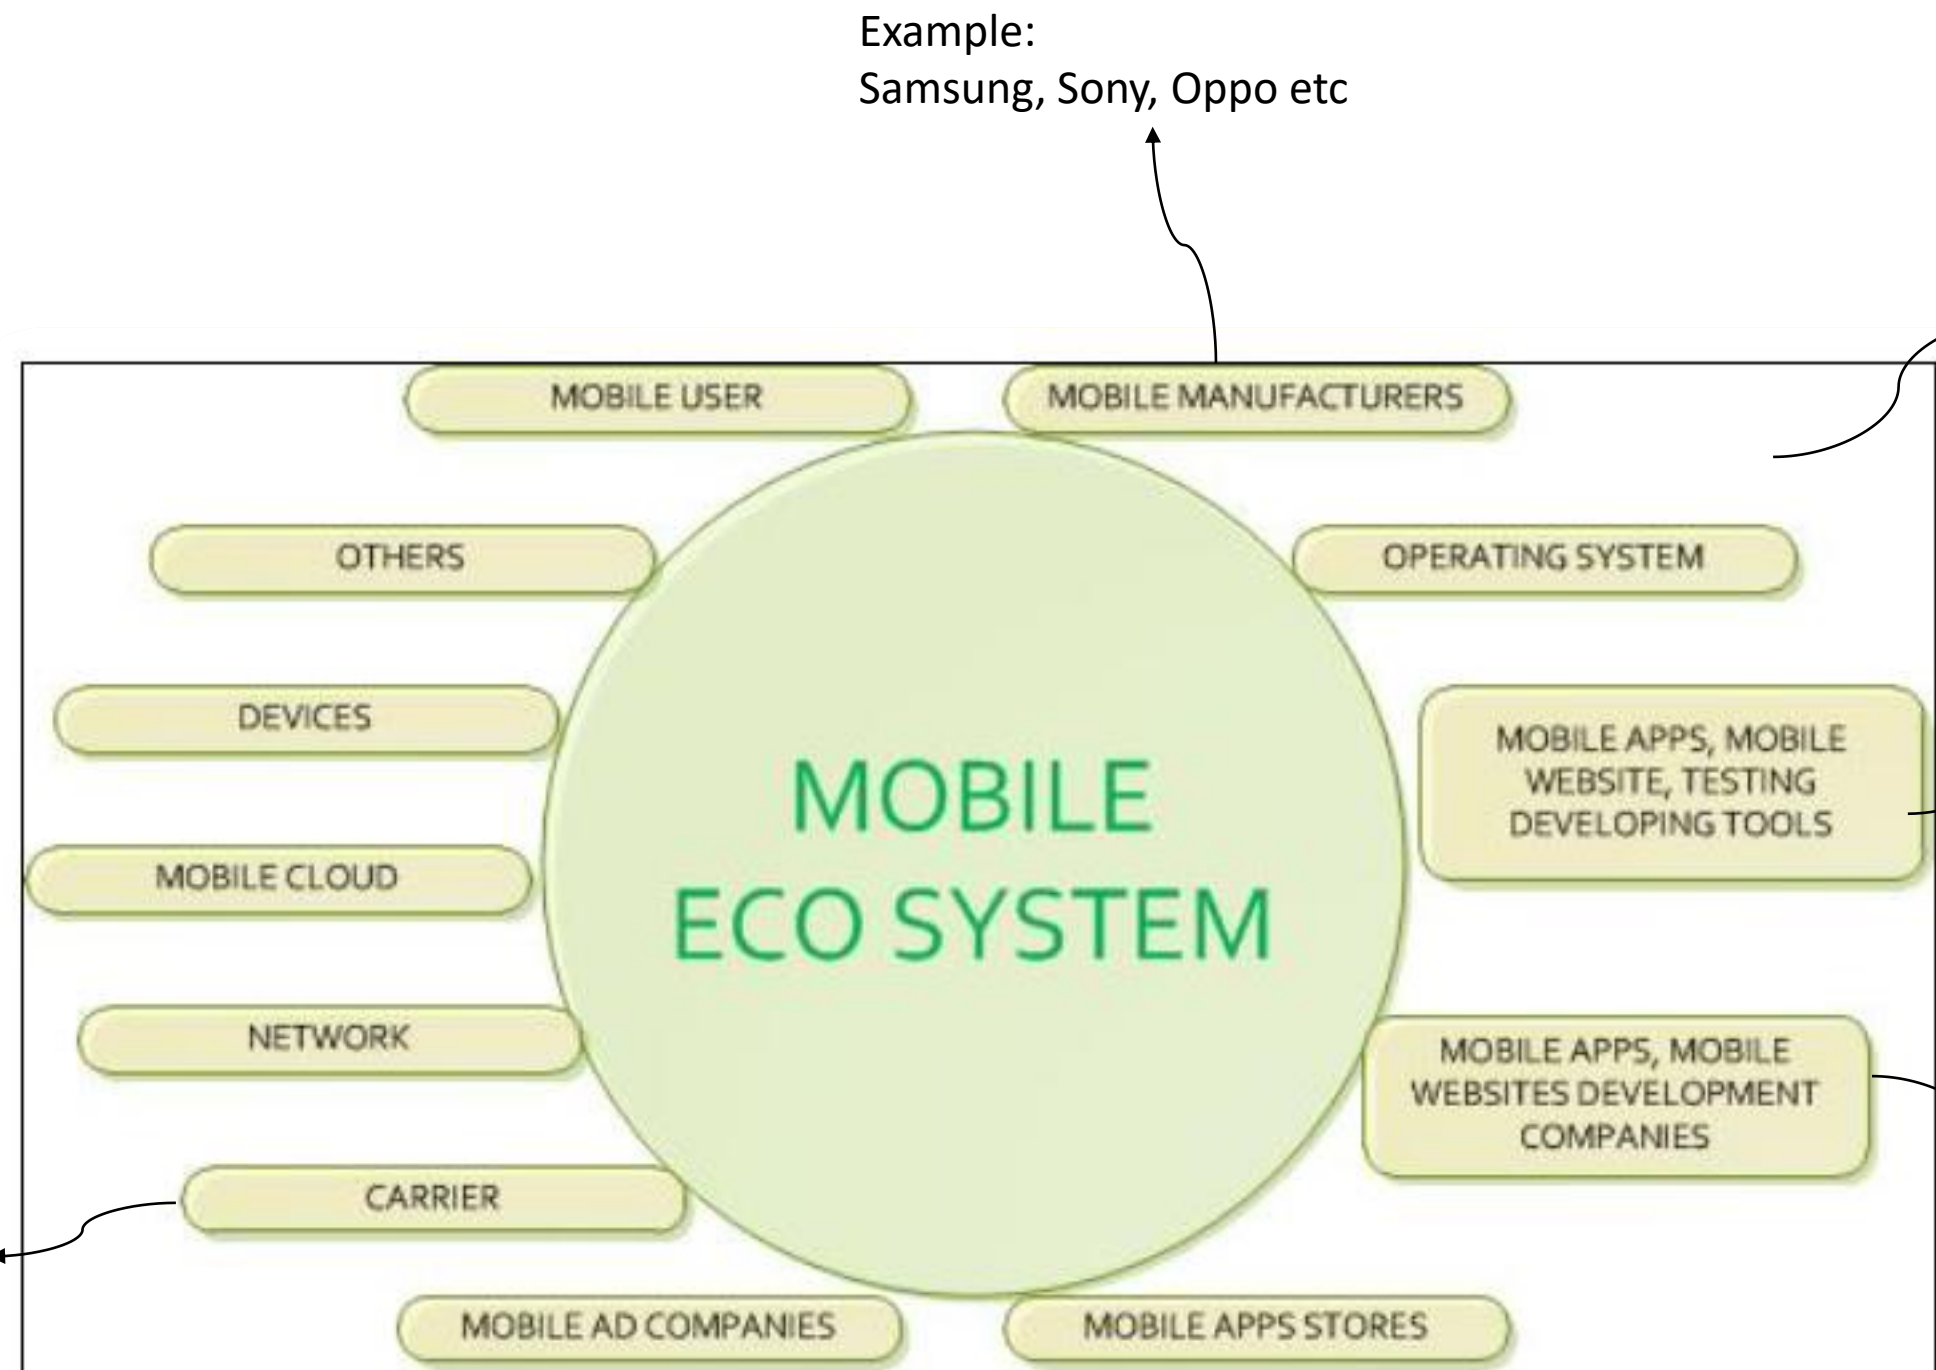 Example:
Samsung, Sony, Oppo etc
MOBILE USER
MOBILE MANUFACTURERS
OTHERS
OPERATING SYSTEM
DEVICES
MOBILE APPS, MOBILE
WEBSITE, TESTING
DEVELOPING TOOLS
MOBILE CLOUD
MOBILE
ECO SYSTEM
NETWORK
MOBILE APPS, MOBILE
WEBSITES DEVELOPMENT
COMPANIES
CARRIER
MOBILE AD COMPANIES
MOBILE APPS STORES